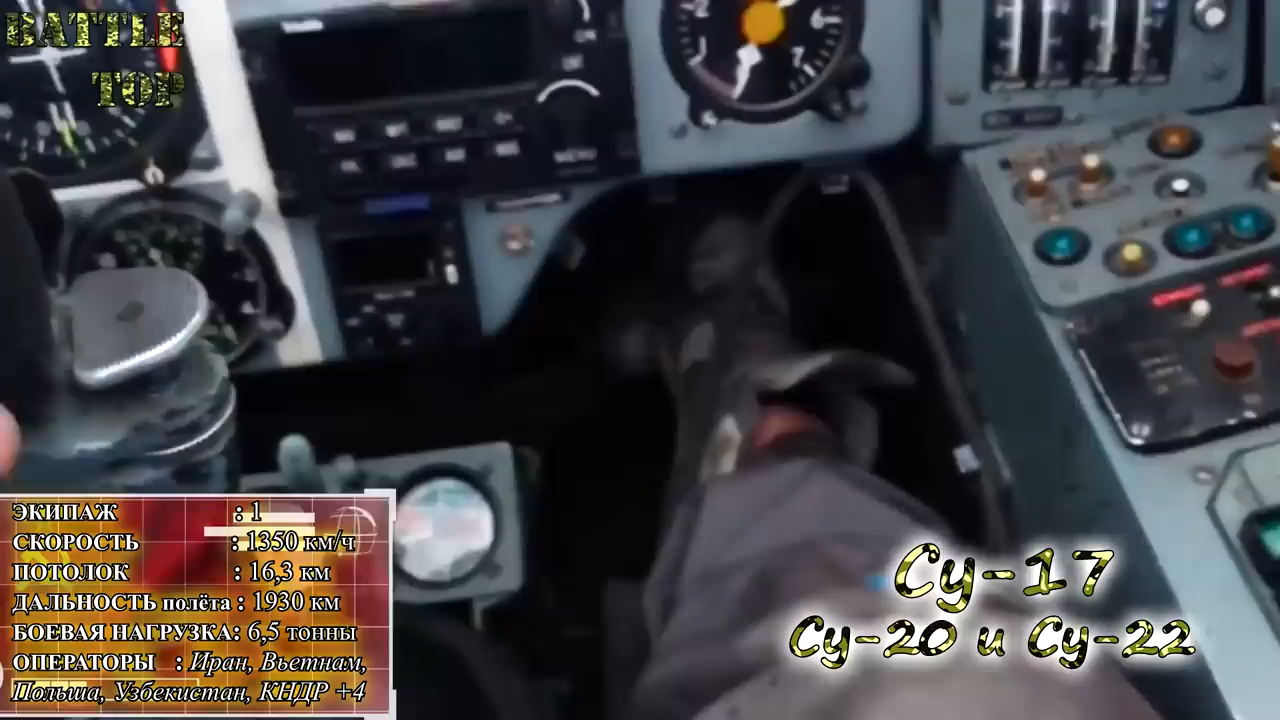 BATTLE
TOP
ЭКИПАЖ : 1
СКОРОСТЬ : 1350 км/ч
ПОТОЛОК : 16,3 км
ДАЛЬНОСТЬ полёта : 1930 км
БОЕВАЯ НАГРУЗКА: 6,5 тонны
ОПЕРАТОРЫ : Иран, Вьетнам,
Польша, Узбекистан, КНДР +4
Су-17
Су-20 и Су-22